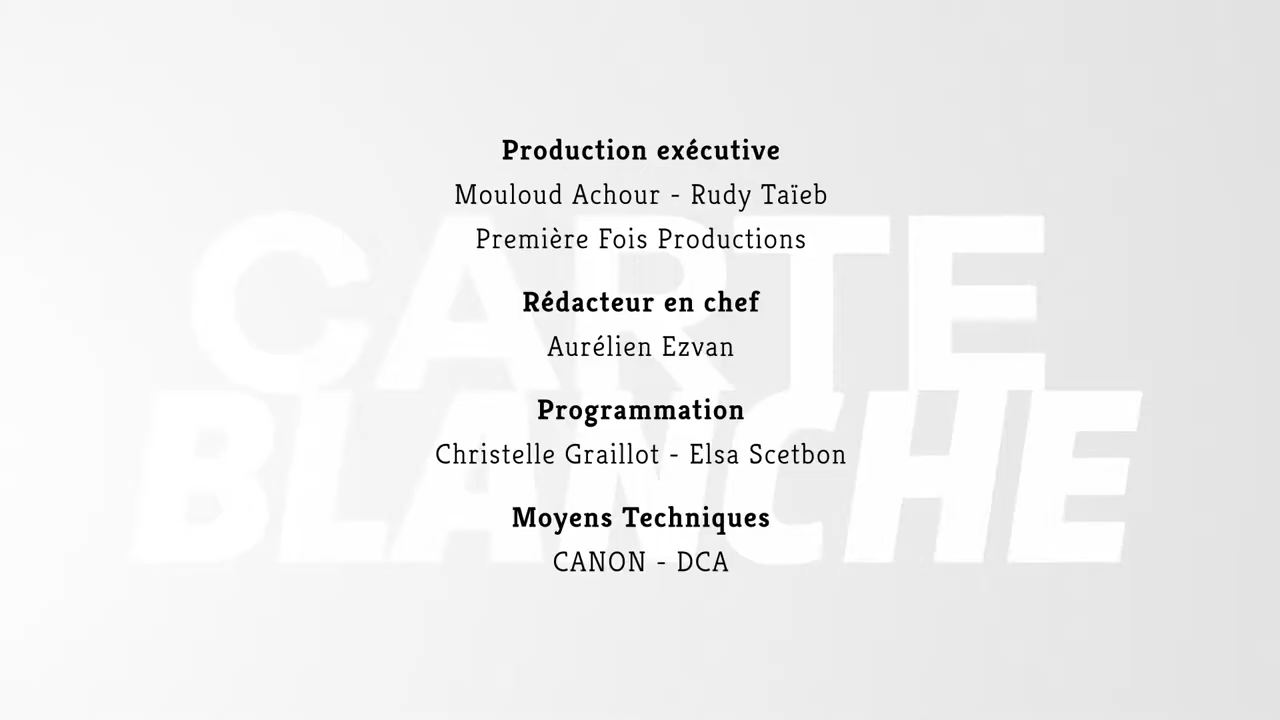 Production exécutive
Mouloud Achour - Rudy Taïeb
Première Fois Productions
Rédacteur en chef
Aurélien Ezvan
Programmation
Christelle Graillot - Elsa Scetbon
Moyens Techniques
CANON - DCA
CARTE
BLANCHE